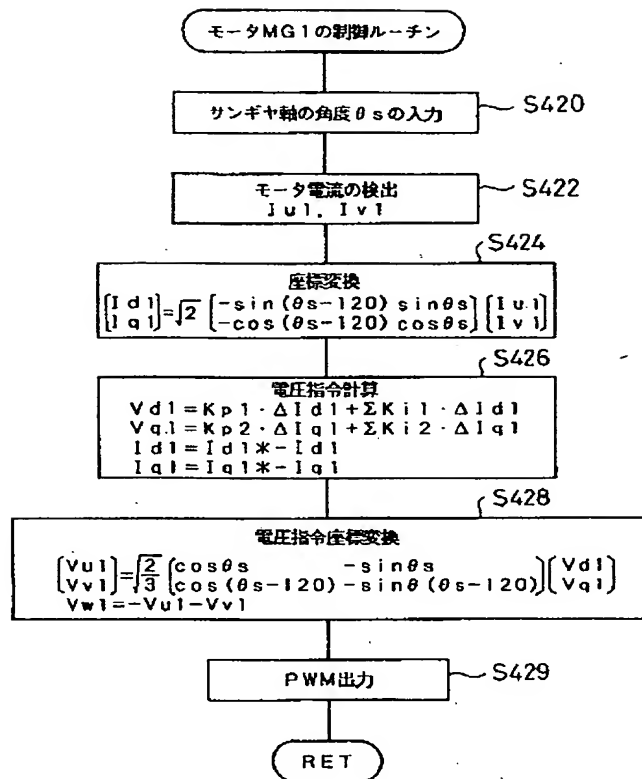 モータMG1の制御ルーチン
サンギヤ軸の角度θsの入力
S420
モータ電流の検出
Iu1, Iv1
S422
S424
座標変換
[Id1]=√2 [-sin(θs-120) sinθs][Iu1]
[Iq1] [-cos(θs-120) cosθs][Iv1]
S426
電圧指令計算
Vd1=Kp1・ΔId1+ΣKi1・ΔId1
Vq1=Kp2・ΔIq1+ΣKi2・ΔIq1
Id1=Id1*-Id1
Iq1=Iq1*-Iq1
S428
電圧指令座標変換
[Vu1]=√2/3 [cosθs -sinθs][Vd1]
[Vv1] [cos(θs-120)-sinθ(θs-120)][Vq1]
Vw1=-Vu1-Vv1
PWM出力
S429
RET